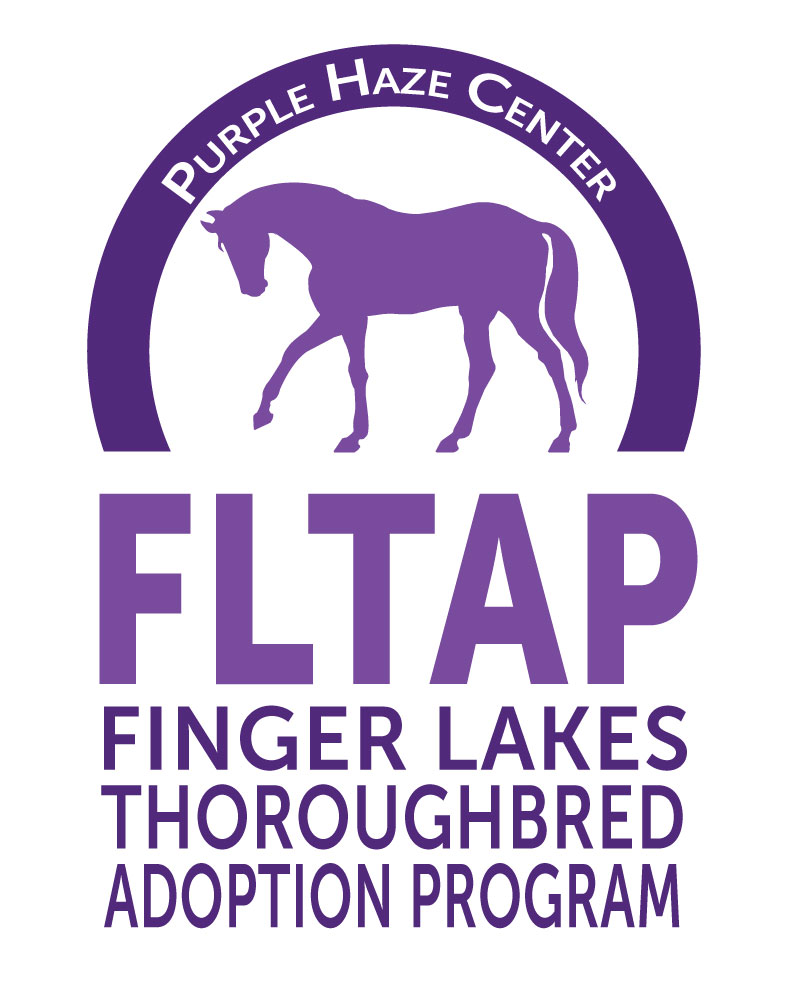 PURPLE HAZE CENTER
FLTAP
FINGER LAKES
THOROUGHBRED
ADOPTION PROGRAM